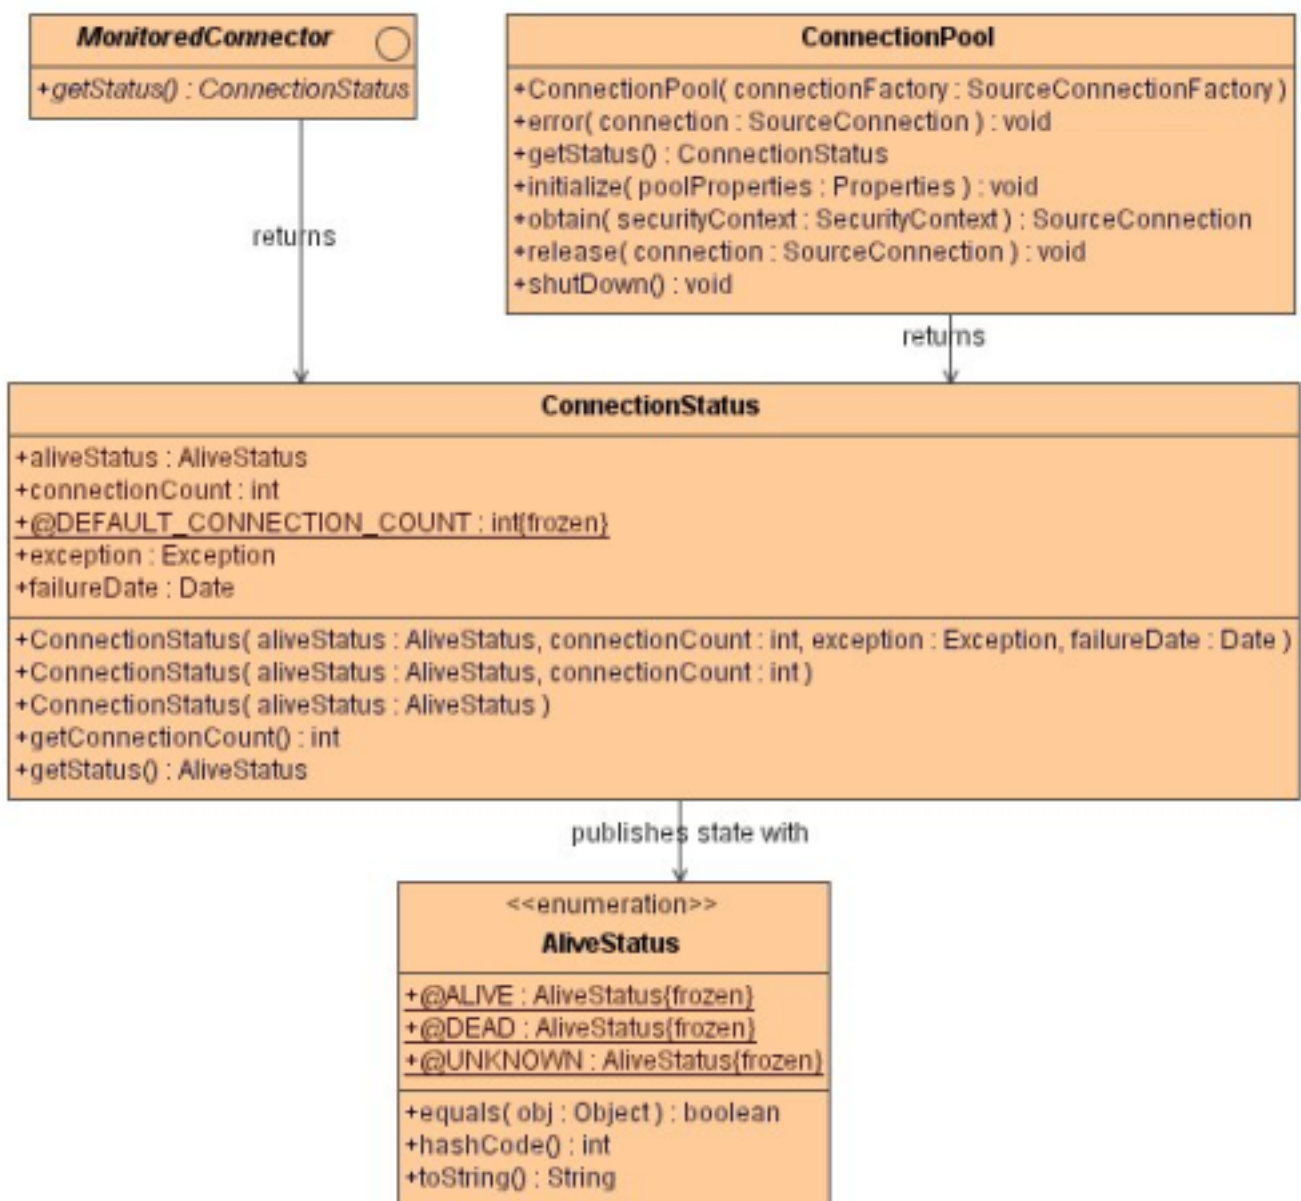 MonitoredConnector
+getStatus() : ConnectionStatus
ConnectionPool
+ConnectionPool( connectionFactory : SourceConnectionFactory )
+error( connection : SourceConnection ) : void
+getStatus() : ConnectionStatus
+initialize( poolProperties : Properties ) : void
+obtain( securityContext : SecurityContext ) : SourceConnection
+release( connection : SourceConnection ) : void
+shutDown() : void
returns
returns
ConnectionStatus
+aliveStatus : AliveStatus
+connectionCount : int
+@DEFAULT_CONNECTION_COUNT : int{frozen}
+exception : Exception
+failureDate : Date
+ConnectionStatus( aliveStatus : AliveStatus, connectionCount : int, exception : Exception, failureDate : Date )
+ConnectionStatus( aliveStatus : AliveStatus, connectionCount : int )
+ConnectionStatus( aliveStatus : AliveStatus )
+getConnectionCount() : int
+getStatus() : AliveStatus
publishes state with
<<enumeration>>
AliveStatus
+@ALIVE : AliveStatus{frozen}
+@DEAD : AliveStatus{frozen}
+@UNKNOWN : AliveStatus{frozen}
+equals( obj : Object ) : boolean
+hashCode() : int
+toString() : String